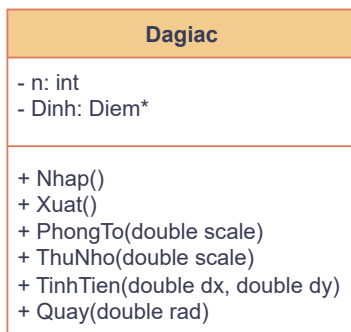 Dagiac
- n: int
- Dinh: Diem*
+ Nhap()
+ Xuat()
+ PhongTo(double scale)
+ ThuNho(double scale)
+ TinhTien(double dx, double dy)
+ Quay(double rad)